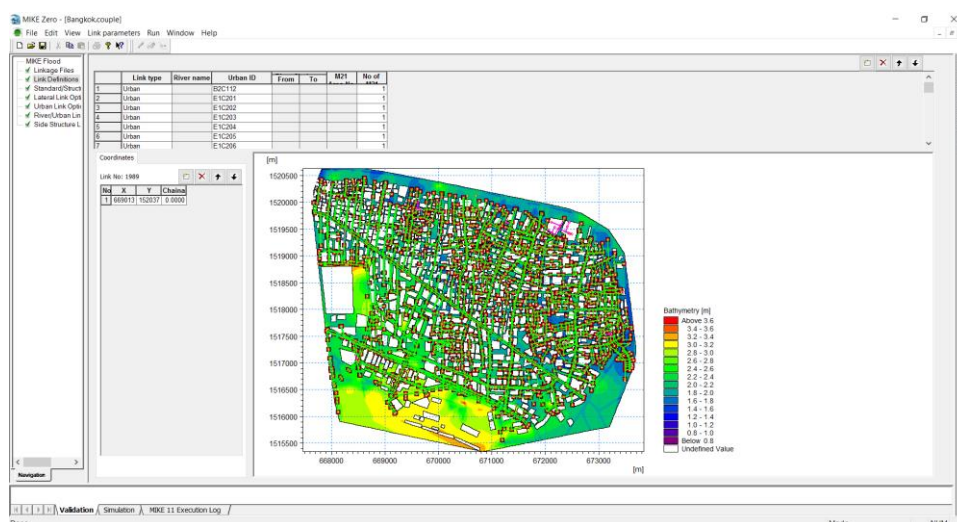 MIKE Zero - [Bangkok.couple]
File Edit View Link parameters Run Window Help
MIKE Flood
Linkage Files
Link Definitions
Standard/Structi
Lateral Link Opti
Urban Link Optio
River/Urban Lin
Side Structure L
Link type River name Urban ID From To M21 No of
1 Urban B2C112 1
2 Urban E1C201 1
3 Urban E1C202 1
4 Urban E1C203 1
5 Urban E1C204 1
6 Urban E1C205 1
7 Urban E1C206 1
Coordinates
Link No: 1989
No X Y Chaina
1 669013 152037 0.0000
[m]
1520500
1520000
1519500
1519000
1518500
1518000
1517500
1517000
1516500
1516000
1515500
668000 669000 670000 671000 672000 673000
[m]
Bathymetry [m]
Above 3.6
3.4 - 3.6
3.2 - 3.4
3.0 - 3.2
2.8 - 3.0
2.6 - 2.8
2.4 - 2.6
2.2 - 2.4
2.0 - 2.2
1.8 - 2.0
1.6 - 1.8
1.4 - 1.6
1.2 - 1.4
1.0 - 1.2
0.8 - 1.0
Below 0.8
Undefined Value
Navigation
Validation Simulation MIKE 11 Execution Log